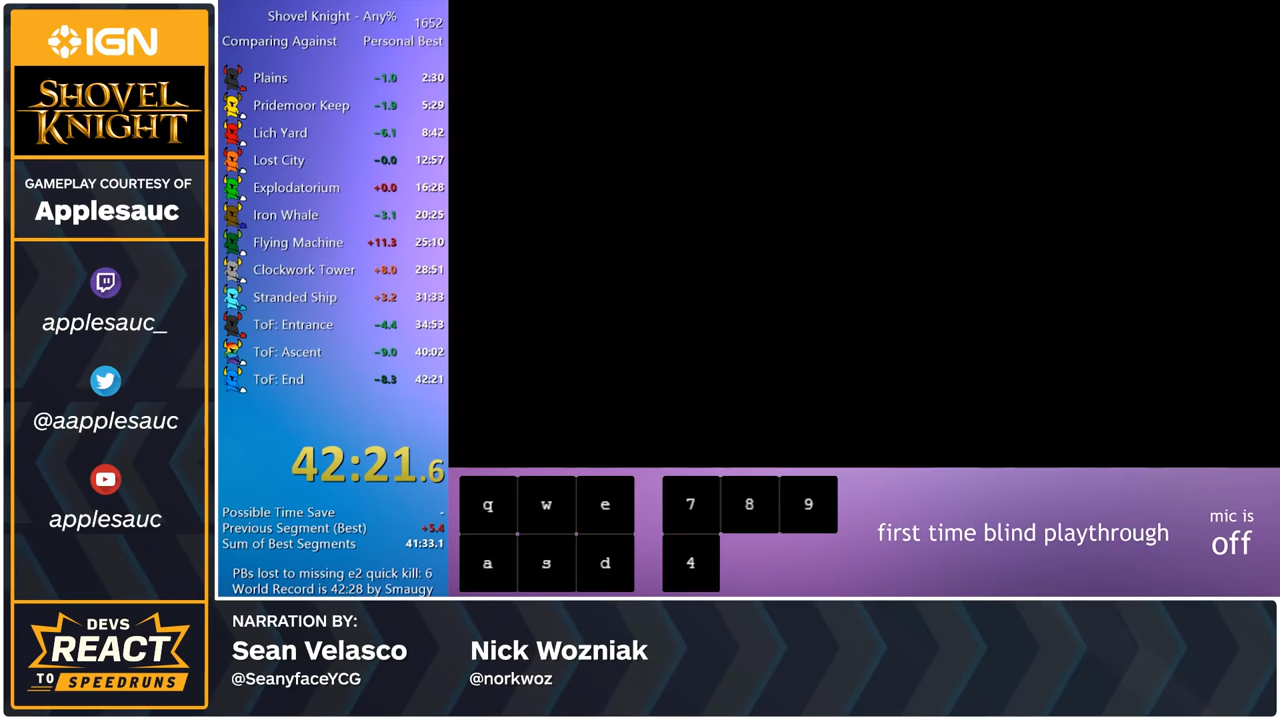 IGN
SHOVEL
KNIGHT
GAMEPLAY COURTESY OF
Applesauc
applesauc_
@aapplesauc
applesauc
DEVS
REACT
TO SPEEDRUNS
Shovel Knight - Any%
1652
Comparing Against Personal Best
Plains -1.0 2:30
Pridemoor Keep -1.9 5:29
Lich Yard -6.1 8:42
Lost City -0.0 12:57
Explodatorium +0.0 16:28
Iron Whale -3.1 20:25
Flying Machine +11.3 25:10
Clockwork Tower +8.0 28:51
Stranded Ship +3.2 31:33
ToF: Entrance -4.4 34:53
ToF: Ascent -9.0 40:02
ToF: End -8.3 42:21
42:21.6
Possible Time Save -
Previous Segment (Best) +5.4
Sum of Best Segments 41:33.1
PBs lost to missing e2 quick kill: 6
World Record is 42:28 by Smaugy
q w e 7 8 9
a s d 4
first time blind playthrough
mic is
off
NARRATION BY:
Sean Velasco Nick Wozniak
@SeanyfaceYCG @norkwoz